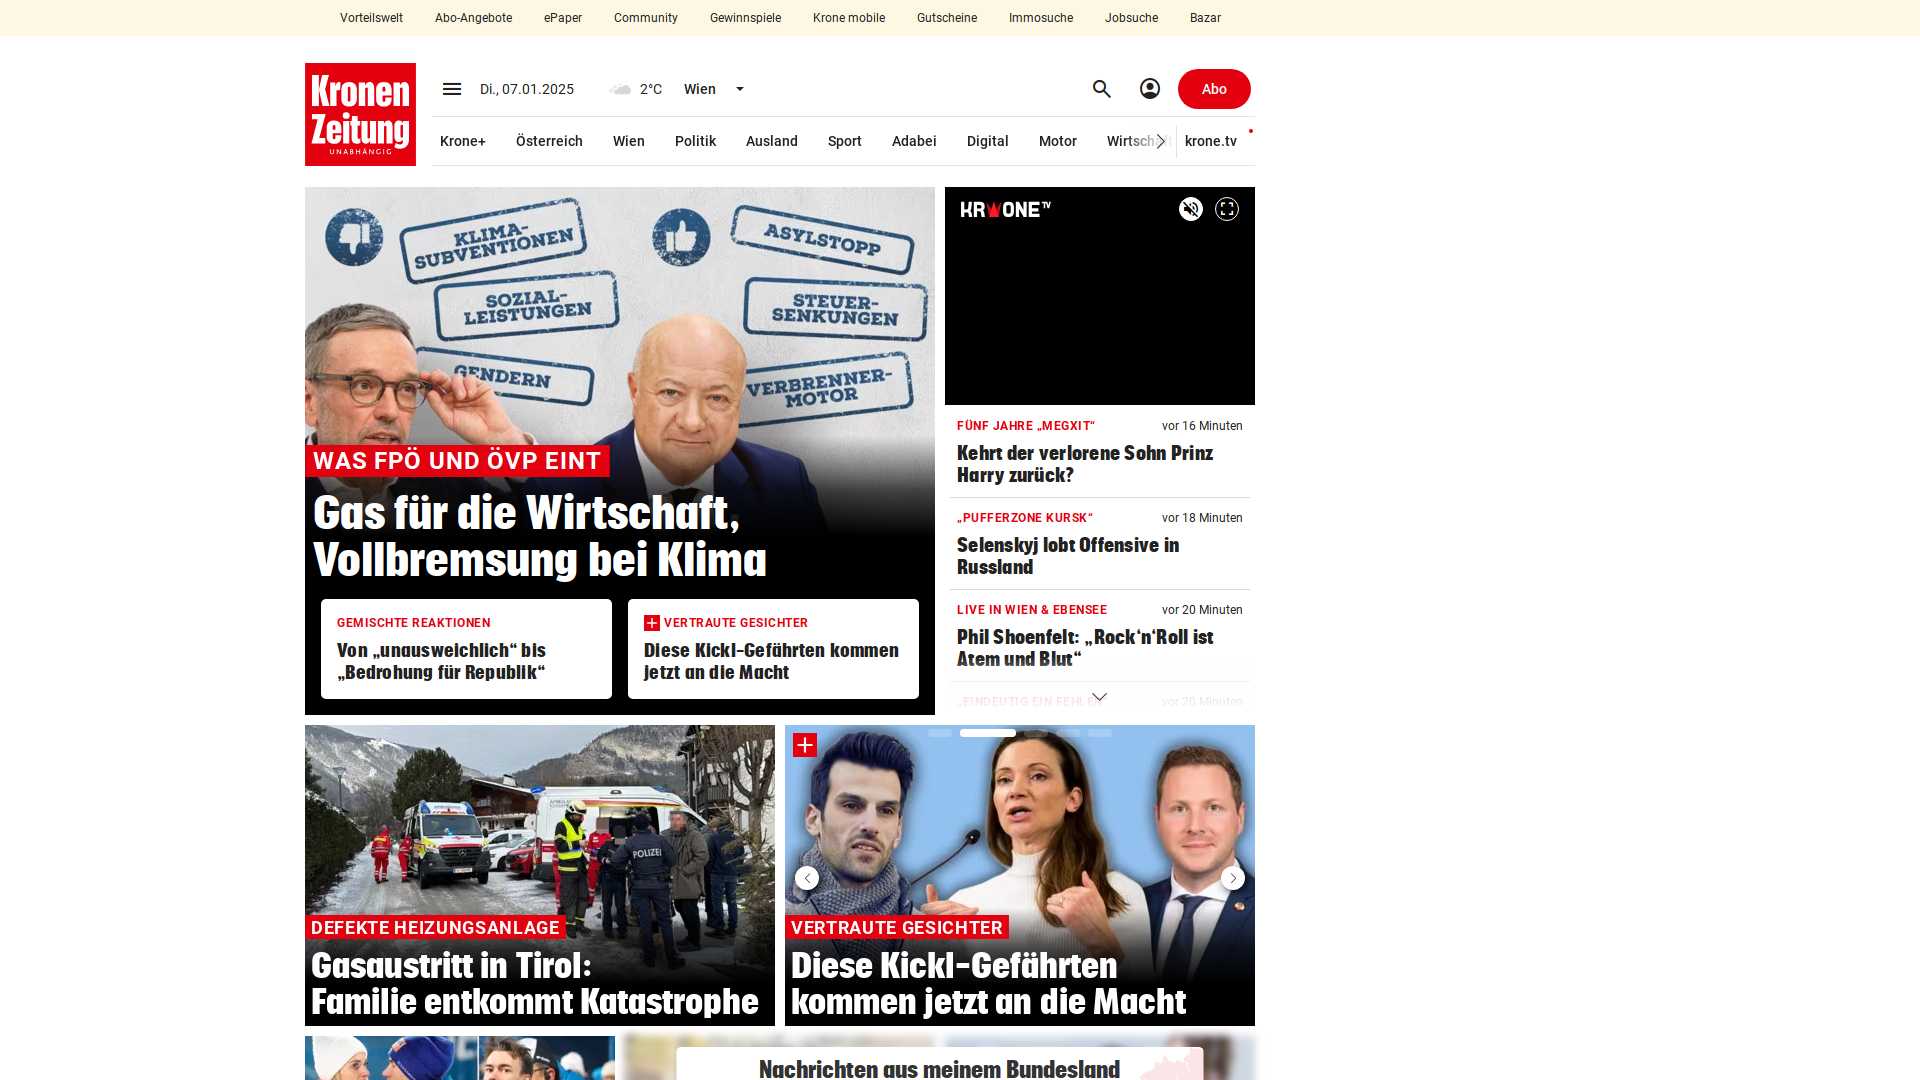 Vorteilswelt Abo-Angebote ePaper Community Gewinnspiele Krone mobile Gutscheine Immosuche Jobsuche Bazar
Kronen
Zeitung
UNABHÄNGIG
Di., 07.01.2025 2°C Wien Abo
Krone+ Österreich Wien Politik Ausland Sport Adabei Digital Motor krone.tv
KLIMA-
SUBVENTIONEN
SOZIAL-
LEISTUNGEN
GENDERN
ASYLSTOPP
STEUER-
SENKUNGEN
VERBRENNER-
MOTOR
WAS FPÖ UND ÖVP EINT
Gas für die Wirtschaft,
Vollbremsung bei Klima
GEMISCHTE REAKTIONEN
Von „unausweichlich“ bis
„Bedrohung für Republik“
VERTRAUTE GESICHTER
Diese Kickl-Gefährten kommen
jetzt an die Macht
KRONE TV
FÜNF JAHRE „MEGXIT“ vor 16 Minuten
Kehrt der verlorene Sohn Prinz
Harry zurück?
„PUFFERZONE KURSK“ vor 18 Minuten
Selenskyj lobt Offensive in
Russland
LIVE IN WIEN & EBENSEE vor 20 Minuten
Phil Shoenfelt: „Rock‘n‘Roll ist
Atem und Blut“
„EINDEUTIG EIN FEHLER“ vor 20 Minuten
POLIZEI
DEFEKTE HEIZUNGSANLAGE
Gasaustritt in Tirol:
Familie entkommt Katastrophe
VERTRAUTE GESICHTER
Diese Kickl-Gefährten
kommen jetzt an die Macht
Nachrichten aus meinem Bundesland